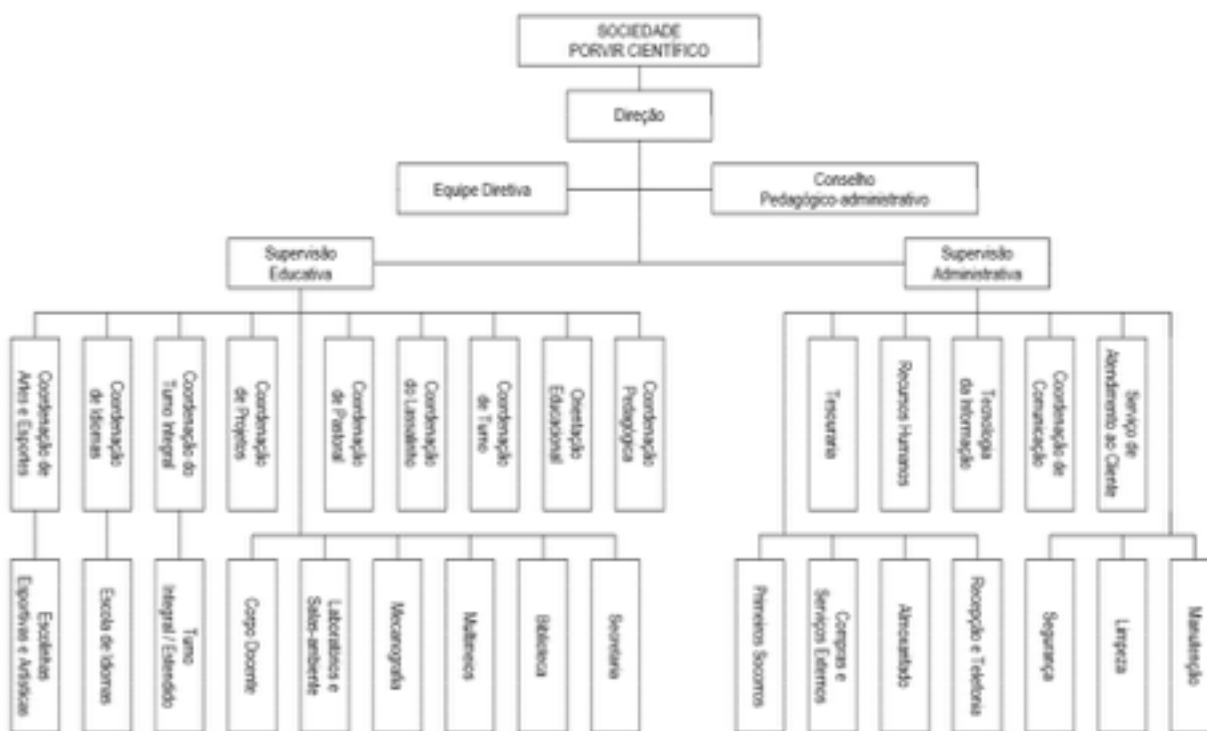 SOCIEDADE
PORVIR CIENTÍFICO
Direção
Equipe Diretiva
Conselho
Pedagógico-administrativo
Supervisão
Educativa
Supervisão
Administrativa
Coordenação de
Artes e Esportes
Coordenação
de Idiomas
Coordenação do
Turno Integral
Coordenação
de Projetos
Coordenação
de Pastoral
Coordenação
do Lassalinho
Coordenação
de Turno
Orientação
Educacional
Coordenação
Pedagógica
Tesouraria
Recursos Humanos
Tecnologia
da Informação
Coordenação de
Comunicação
Serviço de
Atendimento ao Cliente
Escolinhas
Esportivas e Artísticas
Escola de Idiomas
Turno
Integral / Estendido
Corpo Docente
Laboratórios e
Salas-ambiente
Mecanografia
Multimeios
Biblioteca
Secretaria
Primeiros Socorros
Compras e
Serviços Externos
Almoxarifado
Recepção e Telefonia
Segurança
Limpeza
Manutenção